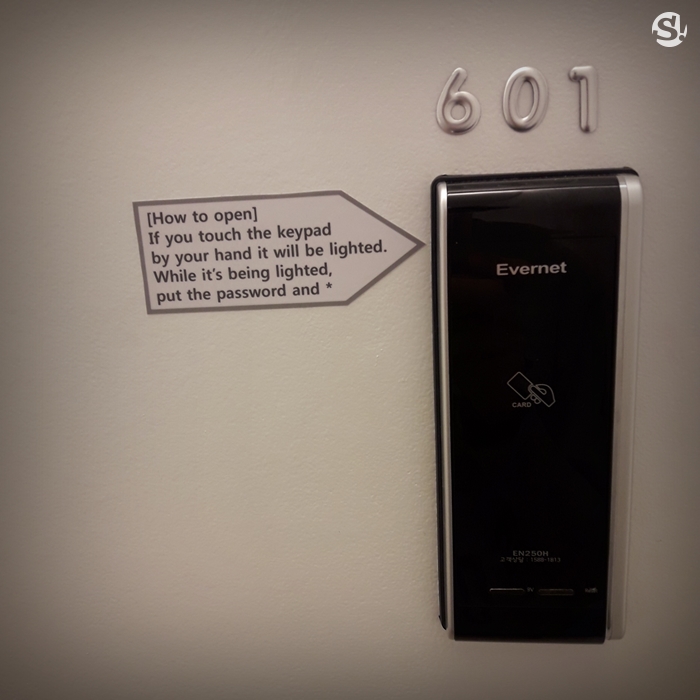 S!
601
[How to open]
If you touch the keypad
by your hand it will be lighted.
While it's being lighted,
put the password and *
Evernet
CARD
EN250H